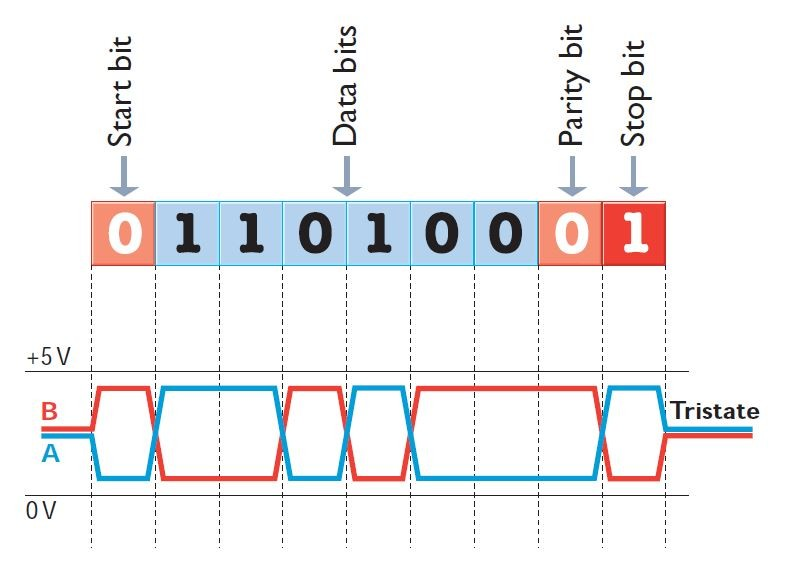 Start bit
Data bits
Parity bit
Stop bit
0 1 1 0 1 0 0 0 1
+5 V
B
A
Tristate
0 V